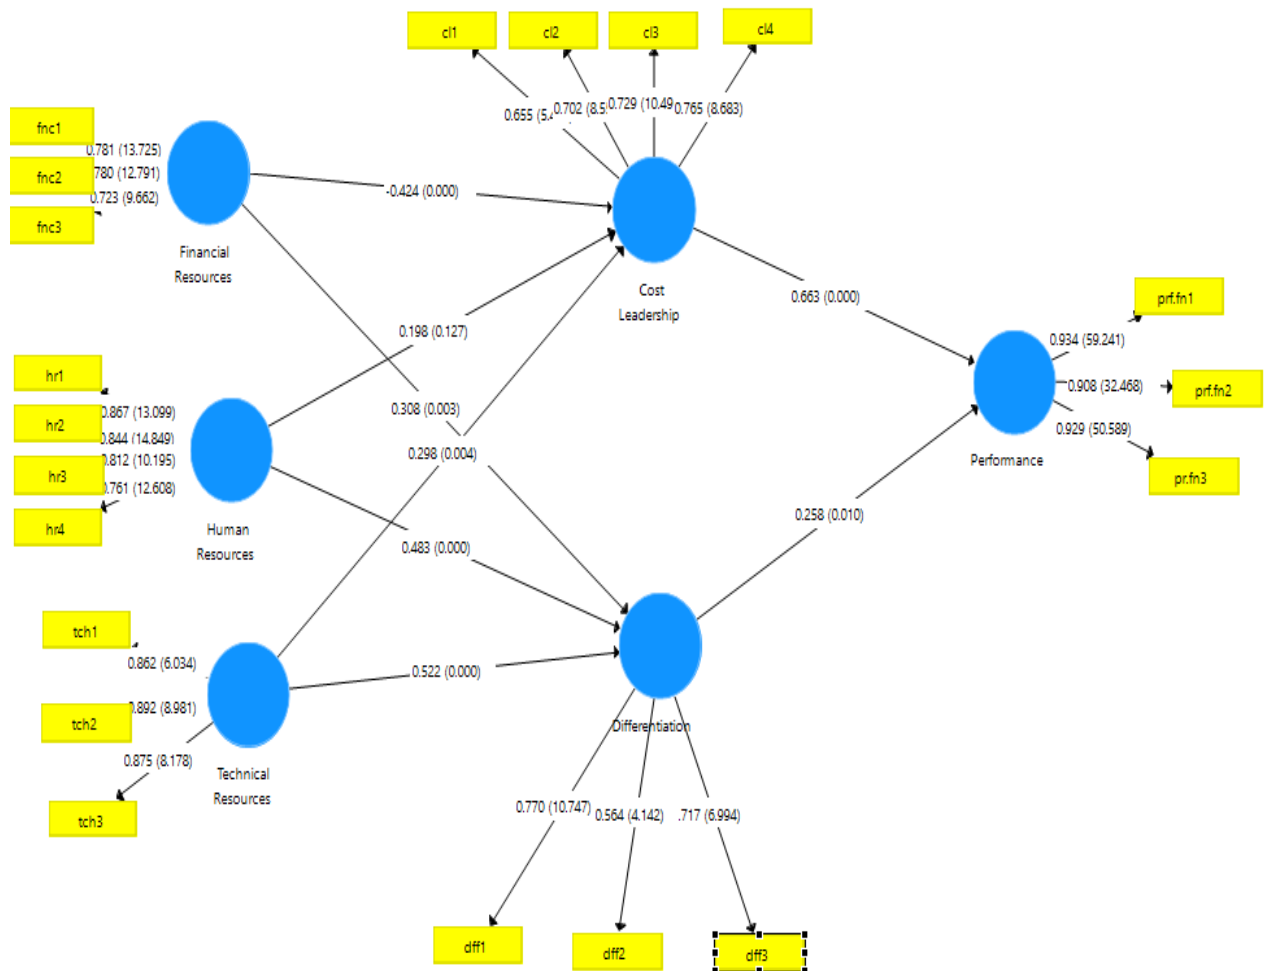 cl1
cl2
cl3
cl4
0.655 (5.
0.702 (8.5
0.729 (10.49
0.765 (8.683)
fnc1
fnc2
fnc3
0.781 (13.725)
780 (12.791)
0.723 (9.662)
-0.424 (0.000)
Financial
Resources
Cost
Leadership
0.663 (0.000)
0.198 (0.127)
prf.fn1
prf.fn2
pr.fn3
0.934 (59.241)
0.908 (32.468)
0.929 (50.589)
Performance
hr1
hr2
hr3
hr4
0.867 (13.099)
0.844 (14.849)
0.812 (10.195)
0.761 (12.608)
0.308 (0.003)
0.298 (0.004)
Human
Resources
0.483 (0.000)
0.258 (0.010)
tch1
tch2
tch3
0.862 (6.034)
0.892 (8.981)
0.875 (8.178)
0.522 (0.000)
Technical
Resources
Differentiation
0.770 (10.747)
0.564 (4.142)
.717 (6.994)
dff1
dff2
dff3